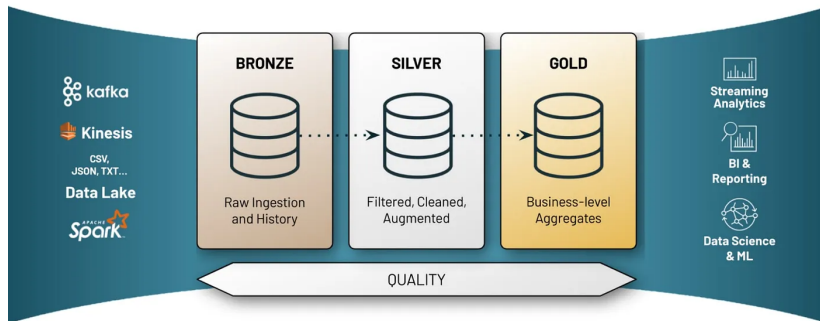 kafka
Kinesis
CSV,
JSON, TXT...
Data Lake
APACHE
Spark
BRONZE
Raw Ingestion
and History
SILVER
Filtered, Cleaned,
Augmented
GOLD
Business-level
Aggregates
Streaming
Analytics
BI &
Reporting
Data Science
& ML
QUALITY